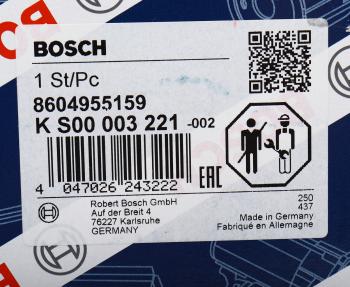 BOSCH
1 St/Pc
8604955159
K S00 003 221 -002
4 047026 243222
EAC
Robert Bosch GmbH
Auf der Breit 4
76227 Karlsruhe
GERMANY
250
437
Made in Germany
Fabriqué en Allemagne